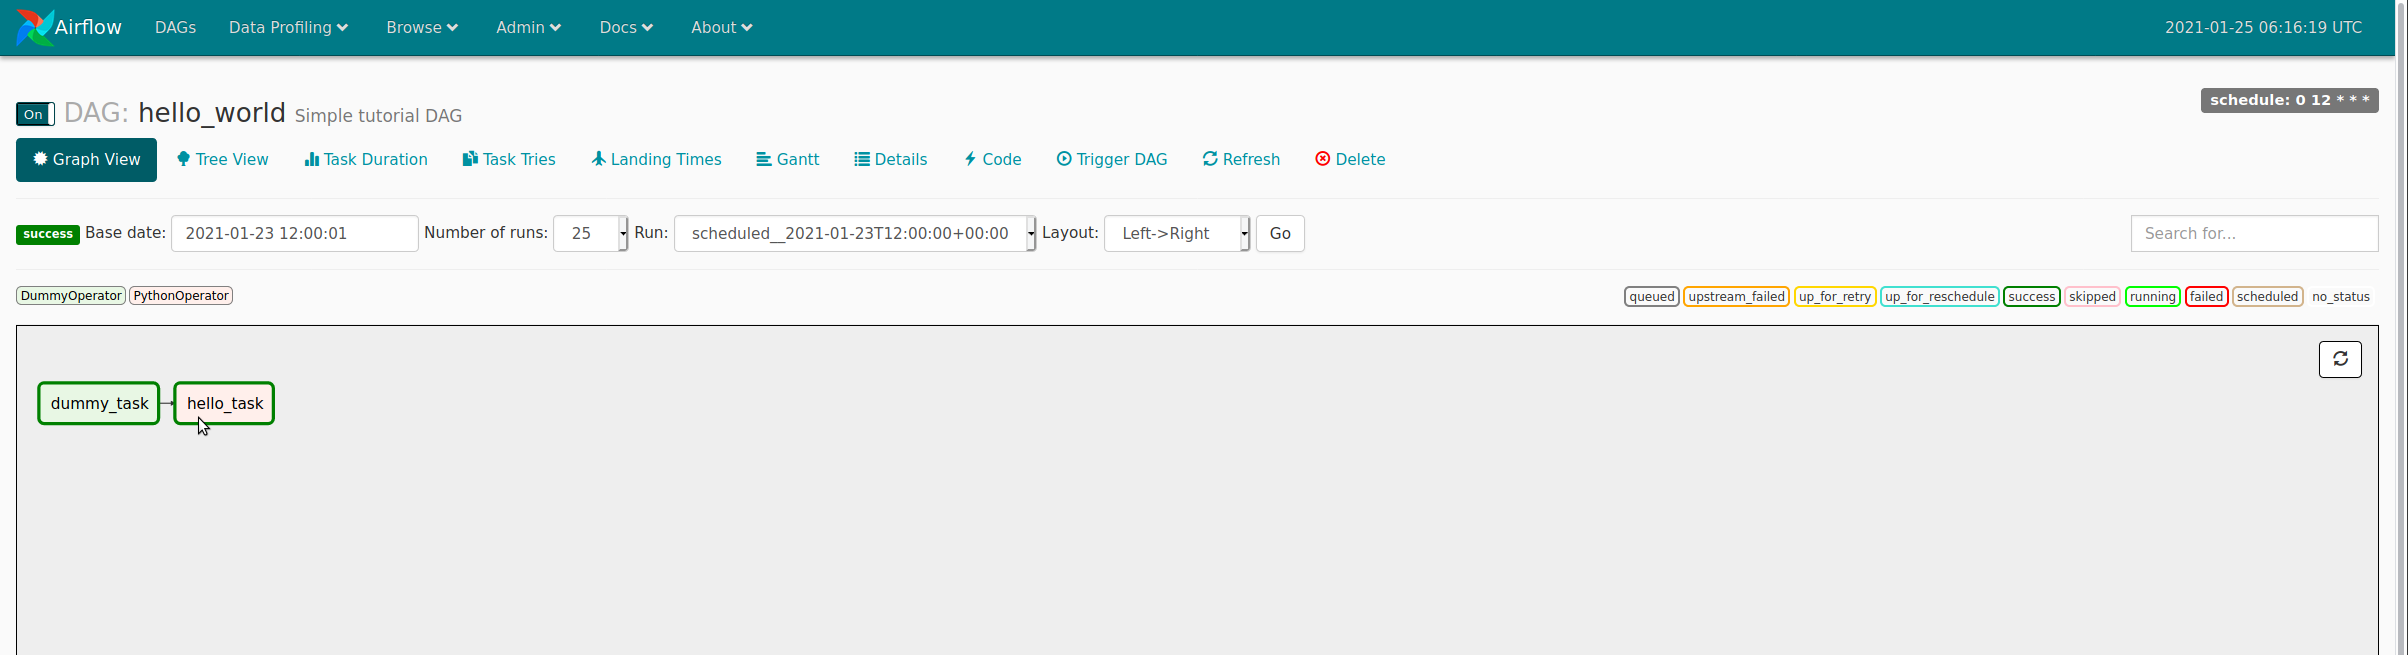 Airflow DAGs Data Profiling Browse Admin Docs About 2021-01-25 06:16:19 UTC
On DAG: hello_world Simple tutorial DAG schedule: 0 12 * * *
Graph View Tree View Task Duration Task Tries Landing Times Gantt Details Code Trigger DAG Refresh Delete
success Base date: 2021-01-23 12:00:01 Number of runs: 25 Run: scheduled__2021-01-23T12:00:00+00:00 Layout: Left->Right Go Search for...
DummyOperator PythonOperator queued upstream_failed up_for_retry up_for_reschedule success skipped running failed scheduled no_status
dummy_task hello_task